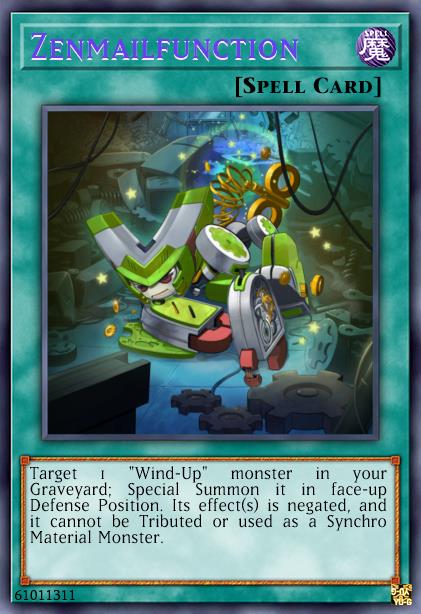 Zenmailfunction
SPELL
魔
[Spell Card]
Target 1 "Wind-Up" monster in your
Graveyard; Special Summon it in face-up
Defense Position. Its effect(s) is negated, and
it cannot be Tributed or used as a Synchro
Material Monster.
61011311